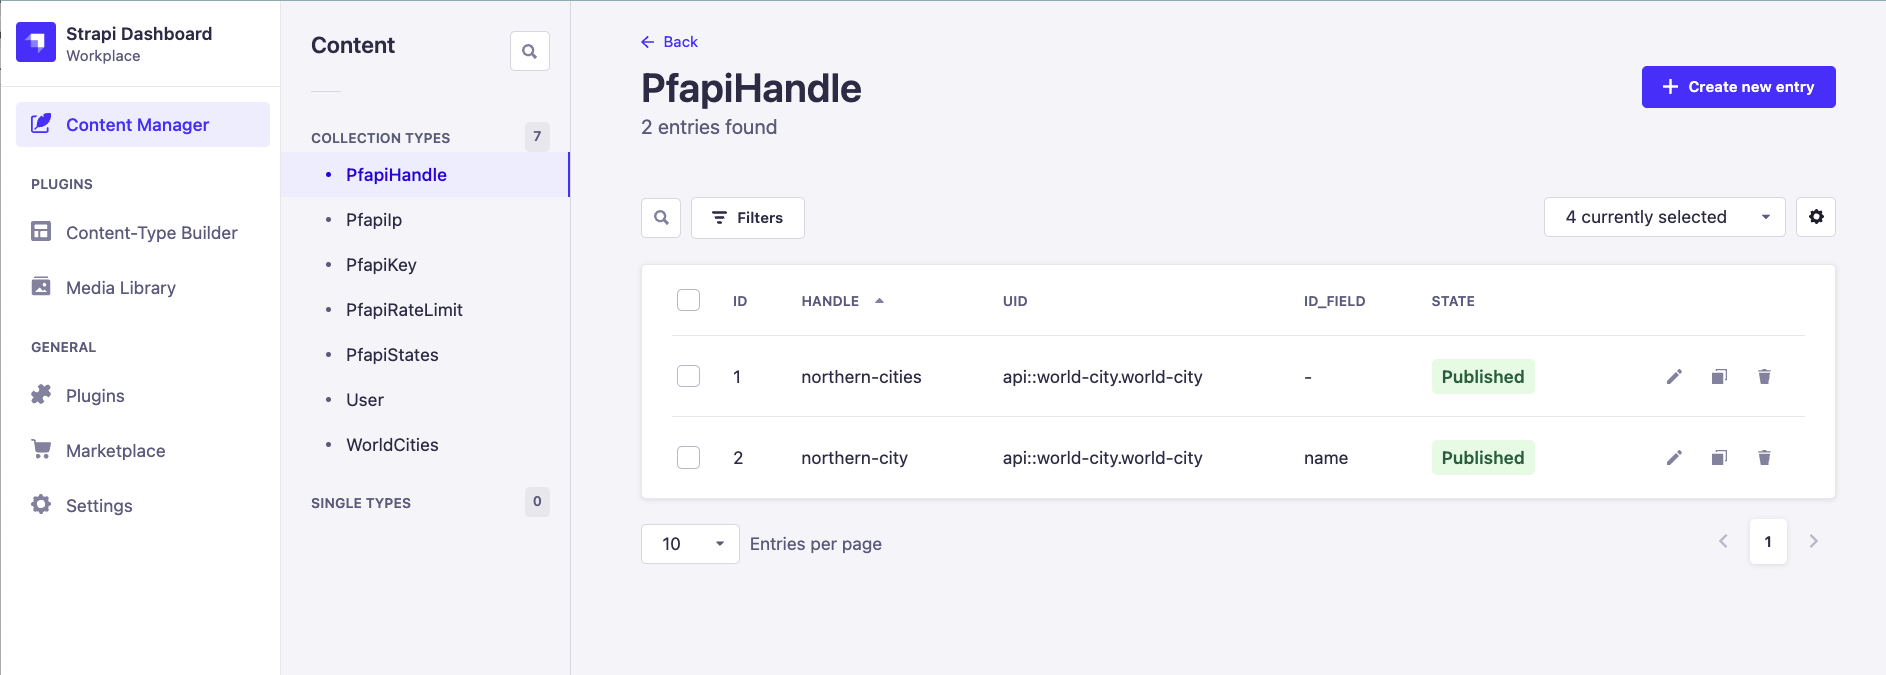 Strapi Dashboard
Workplace
Content Manager
PLUGINS
Content-Type Builder
Media Library
GENERAL
Plugins
Marketplace
Settings
Content
COLLECTION TYPES 7
PfapiHandle
PfapiIp
PfapiKey
PfapiRateLimit
PfapiStates
User
WorldCities
SINGLE TYPES 0
Back
PfapiHandle
2 entries found
Create new entry
Filters
4 currently selected
ID HANDLE UID ID_FIELD STATE
1 northern-cities api::world-city.world-city - Published
2 northern-city api::world-city.world-city name Published
10 Entries per page
1